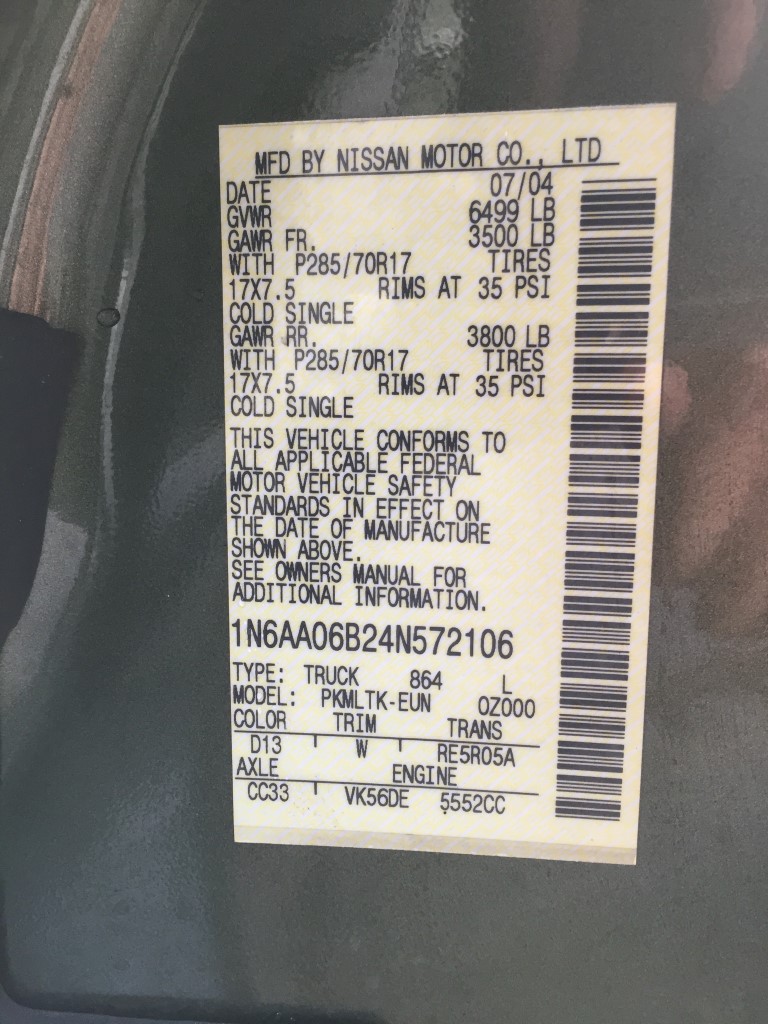 MFD BY NISSAN MOTOR CO., LTD
DATE 07/04
GVWR 6499 LB
GAWR FR. 3500 LB
WITH P285/70R17 TIRES
17X7.5 RIMS AT 35 PSI
COLD SINGLE
GAWR RR. 3800 LB
WITH P285/70R17 TIRES
17X7.5 RIMS AT 35 PSI
COLD SINGLE
THIS VEHICLE CONFORMS TO
ALL APPLICABLE FEDERAL
MOTOR VEHICLE SAFETY
STANDARDS IN EFFECT ON
THE DATE OF MANUFACTURE
SHOWN ABOVE.
SEE OWNERS MANUAL FOR
ADDITIONAL INFORMATION.
1N6AA06B24N572106
TYPE: TRUCK 864 L
MODEL: PKMLTK-EUN 0Z000
COLOR TRIM TRANS
D13 W RE5R05A
AXLE ENGINE
CC33 VK56DE 5552CC